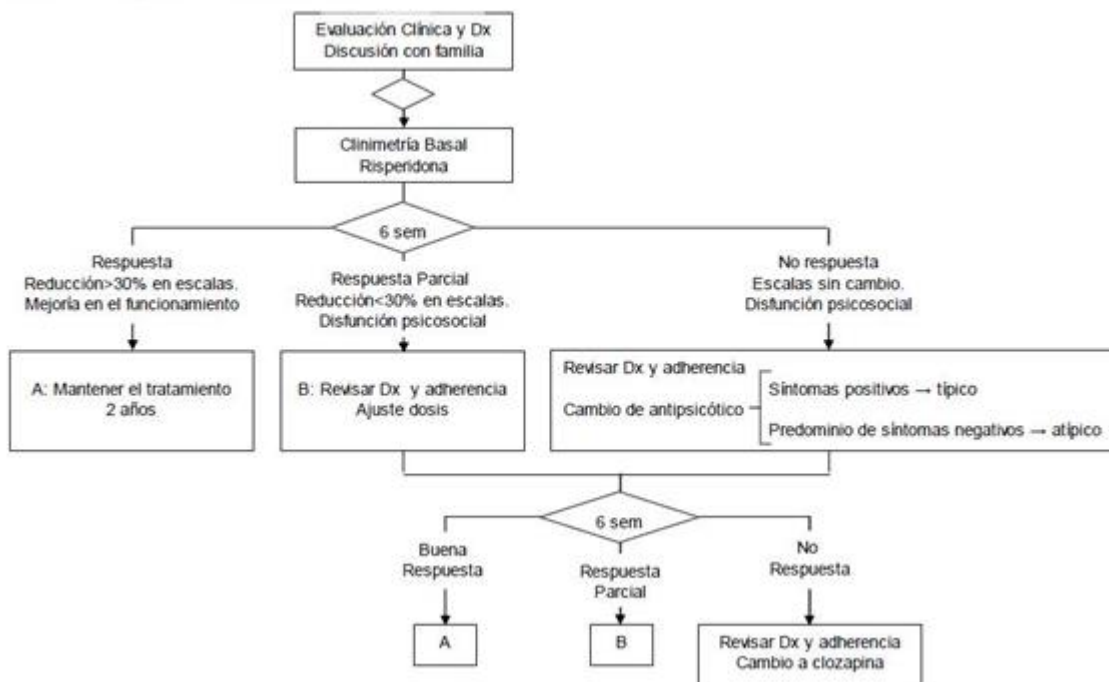 Evaluación Clínica y Dx
Discusión con familia
Clinimetría Basal
Risperidona
6 sem
Respuesta
Reducción>30% en escalas.
Mejoría en el funcionamiento
Respuesta Parcial
Reducción<30% en escalas.
Disfunción psicosocial
No respuesta
Escalas sin cambio.
Disfunción psicosocial
A: Mantener el tratamiento
2 años
B: Revisar Dx y adherencia
Ajuste dosis
Revisar Dx y adherencia
Cambio de antipsicótico
Síntomas positivos → típico
Predominio de síntomas negativos → atípico
6 sem
Buena
Respuesta
Respuesta
Parcial
No
Respuesta
A
B
Revisar Dx y adherencia
Cambio a clozapina